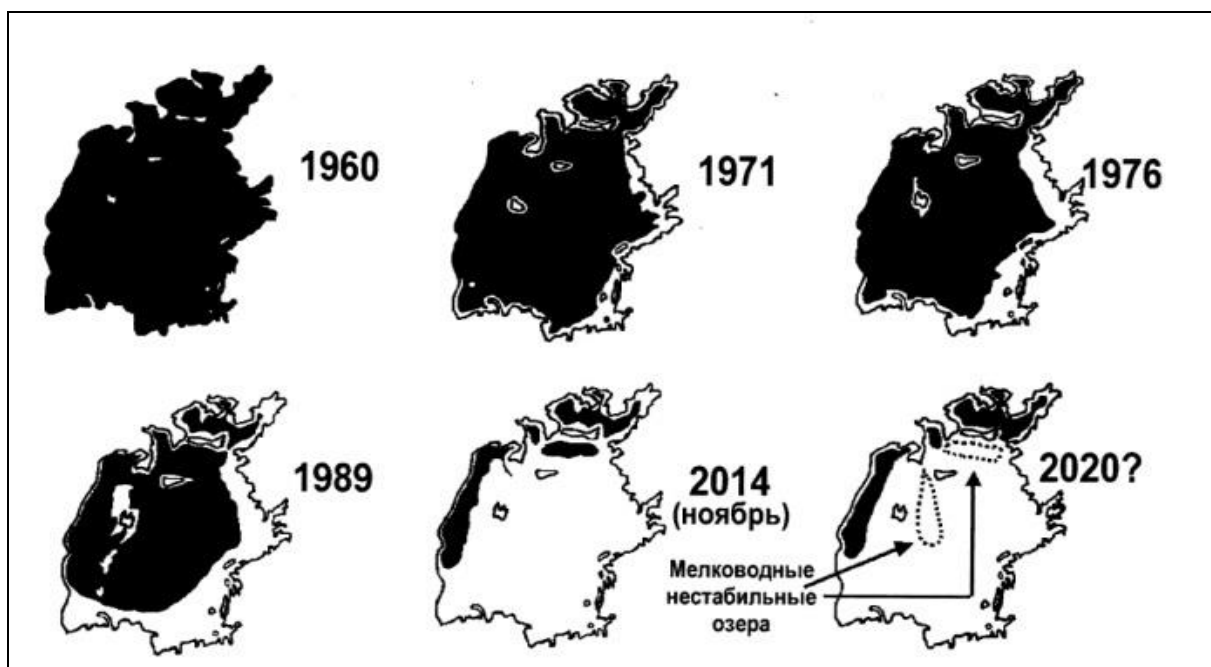 1960
1971
1976
1989
2014
(ноябрь)
2020?
Мелководные
нестабильные
озера